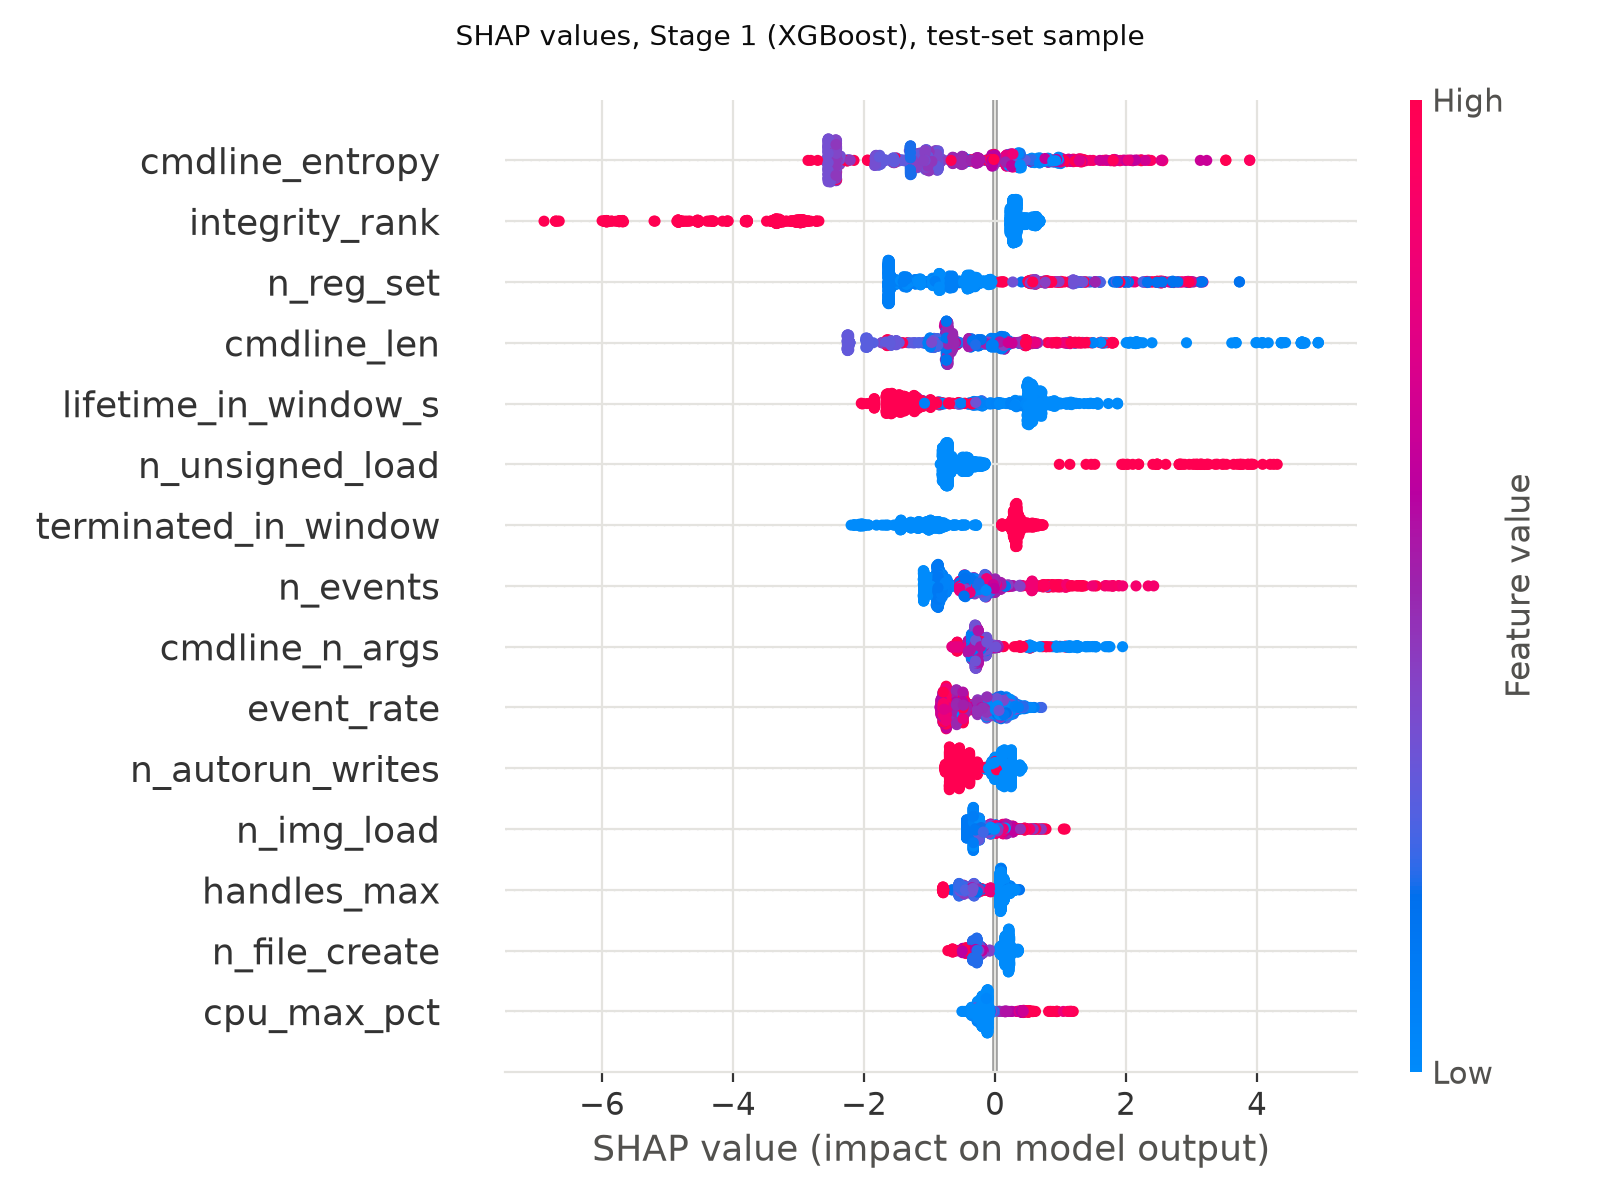 SHAP values, Stage 1 (XGBoost), test-set sample
High
cmdline_entropy
integrity_rank
n_reg_set
cmdline_len
lifetime_in_window_s
n_unsigned_load
terminated_in_window
n_events
cmdline_n_args
event_rate
n_autorun_writes
n_img_load
handles_max
n_file_create
cpu_max_pct
Feature value
Low
−6 −4 −2 0 2 4
SHAP value (impact on model output)